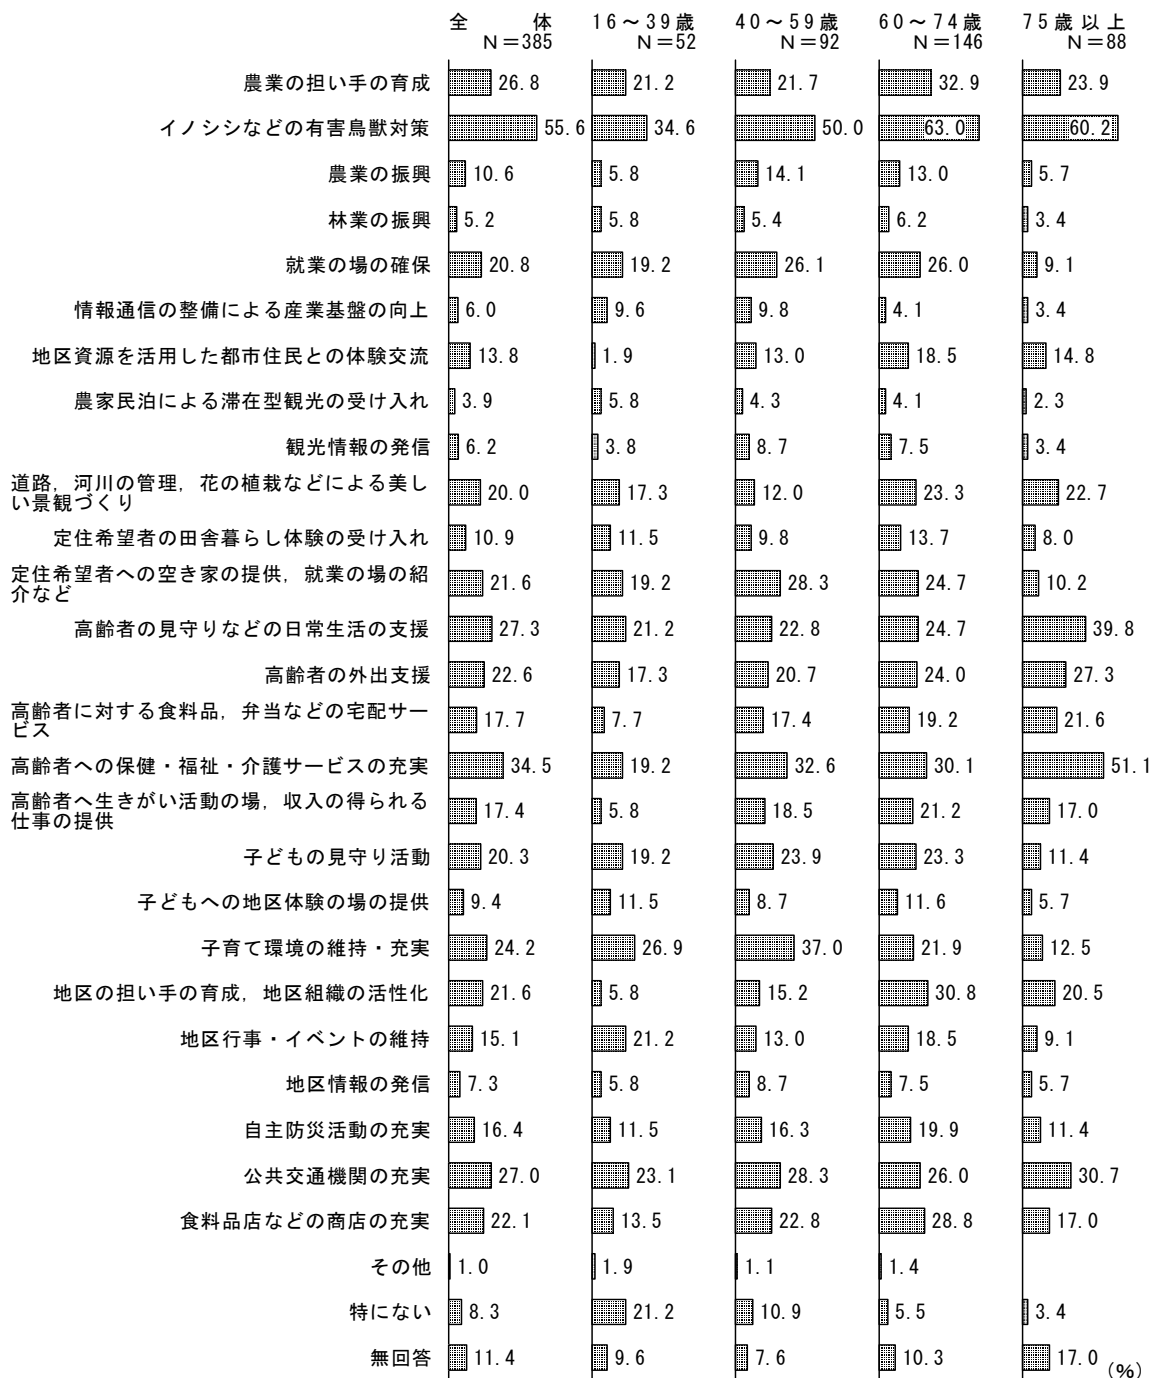 全　体　16～39歳　40～59歳　60～74歳　75歳以上
N=385　N=52　N=92　N=146　N=88
農業の担い手の育成　26.8　21.2　21.7　32.9　23.9
イノシシなどの有害鳥獣対策　55.6　34.6　50.0　63.0　60.2
農業の振興　10.6　5.8　14.1　13.0　5.7
林業の振興　5.2　5.8　5.4　6.2　3.4
就業の場の確保　20.8　19.2　26.1　26.0　9.1
情報通信の整備による産業基盤の向上　6.0　9.6　9.8　4.1　3.4
地区資源を活用した都市住民との体験交流　13.8　1.9　13.0　18.5　14.8
農家民泊による滞在型観光の受け入れ　3.9　5.8　4.3　4.1　2.3
観光情報の発信　6.2　3.8　8.7　7.5　3.4
道路，河川の管理，花の植栽などによる美し
い景観づくり　20.0　17.3　12.0　23.3　22.7
定住希望者の田舎暮らし体験の受け入れ　10.9　11.5　9.8　13.7　8.0
定住希望者への空き家の提供，就業の場の紹
介など　21.6　19.2　28.3　24.7　10.2
高齢者の見守りなどの日常生活の支援　27.3　21.2　22.8　24.7　39.8
高齢者の外出支援　22.6　17.3　20.7　24.0　27.3
高齢者に対する食料品，弁当などの宅配サー
ビス　17.7　7.7　17.4　19.2　21.6
高齢者への保健・福祉・介護サービスの充実　34.5　19.2　32.6　30.1　51.1
高齢者へ生きがい活動の場，収入の得られる
仕事の提供　17.4　5.8　18.5　21.2　17.0
子どもの見守り活動　20.3　19.2　23.9　23.3　11.4
子どもへの地区体験の場の提供　9.4　11.5　8.7　11.6　5.7
子育て環境の維持・充実　24.2　26.9　37.0　21.9　12.5
地区の担い手の育成，地区組織の活性化　21.6　5.8　15.2　30.8　20.5
地区行事・イベントの維持　15.1　21.2　13.0　18.5　9.1
地区情報の発信　7.3　5.8　8.7　7.5　5.7
自主防災活動の充実　16.4　11.5　16.3　19.9　11.4
公共交通機関の充実　27.0　23.1　28.3　26.0　30.7
食料品店などの商店の充実　22.1　13.5　22.8　28.8　17.0
その他　1.0　1.9　1.1　1.4
特にない　8.3　21.2　10.9　5.5　3.4
無回答　11.4　9.6　7.6　10.3　17.0
(%)